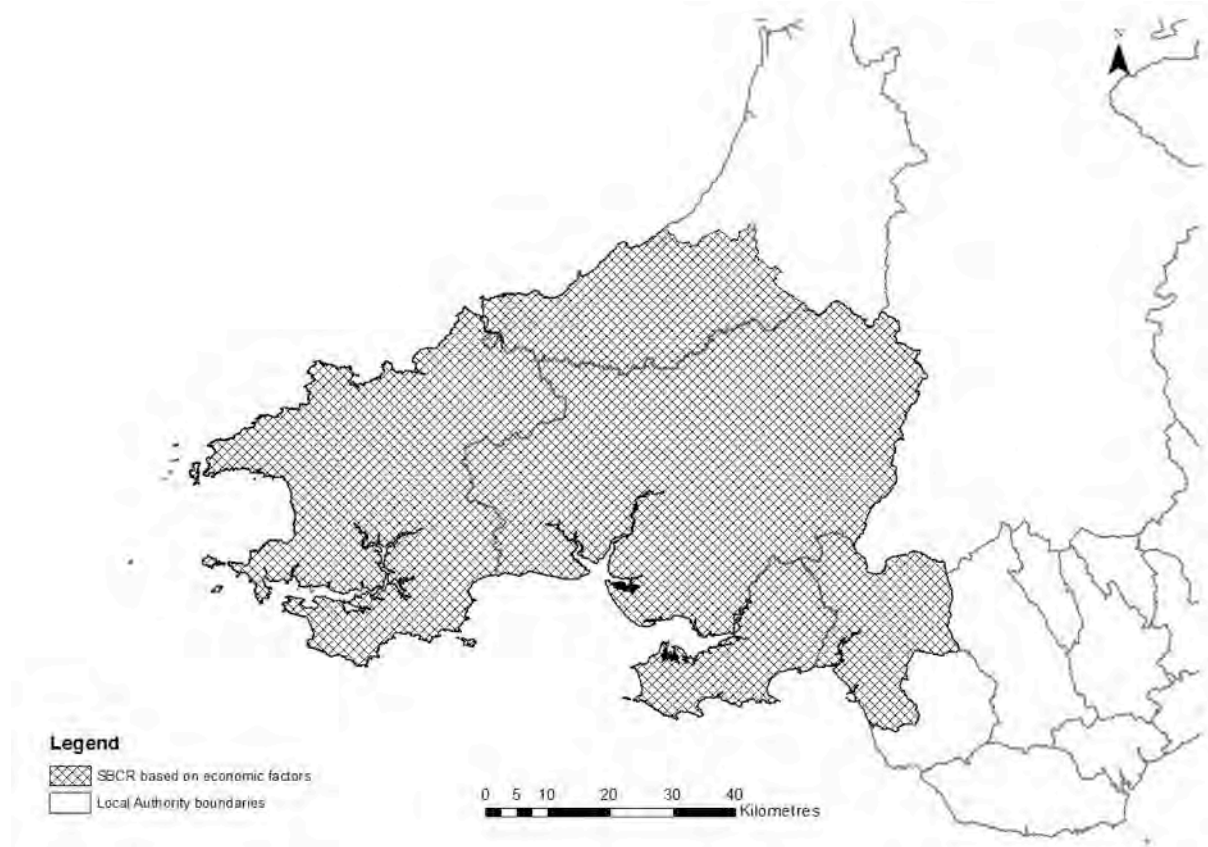 N
Legend
SBCR based on economic factors
Local Authority boundaries
0 5 10 20 30 40
Kilometres